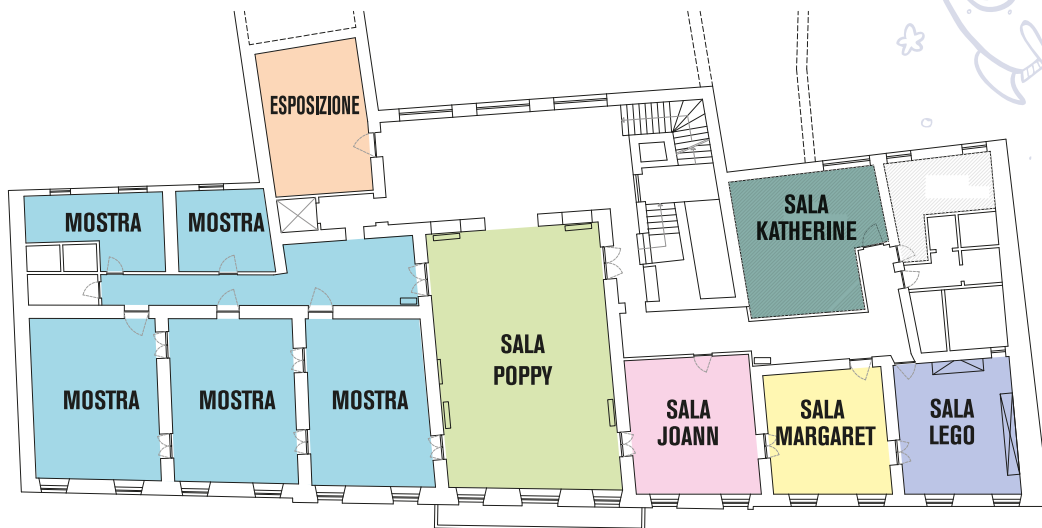 ESPOSIZIONE
MOSTRA
MOSTRA
SALA
KATHERINE
SALA
POPPY
MOSTRA
MOSTRA
MOSTRA
SALA
JOANN
SALA
MARGARET
SALA
LEGO